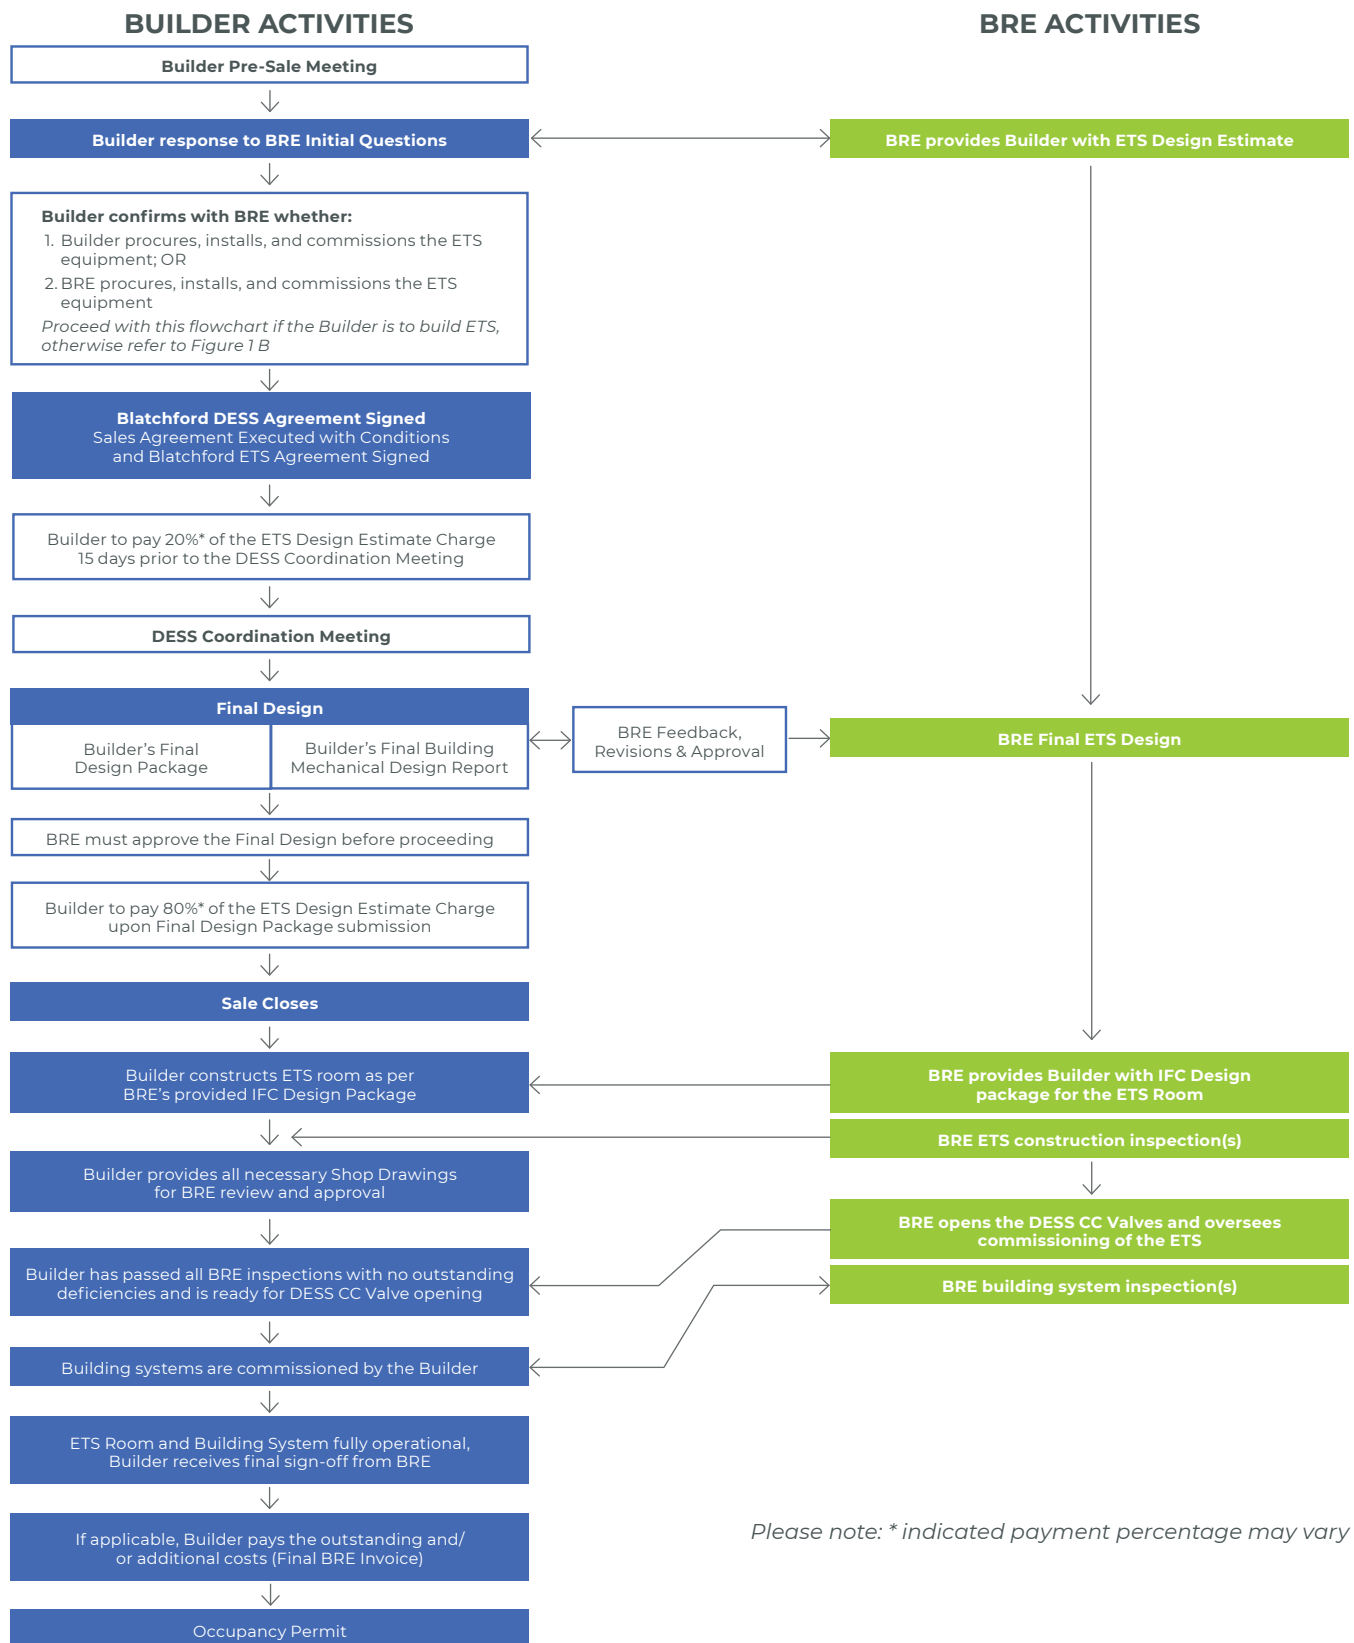 BUILDER ACTIVITIES
BRE ACTIVITIES
Builder Pre-Sale Meeting
Builder response to BRE Initial Questions
BRE provides Builder with ETS Design Estimate
Builder confirms with BRE whether:
1. Builder procures, installs, and commissions the ETS
equipment; OR
2. BRE procures, installs, and commissions the ETS
equipment
Proceed with this flowchart if the Builder is to build ETS,
otherwise refer to Figure 1 B
Blatchford DESS Agreement Signed
Sales Agreement Executed with Conditions
and Blatchford ETS Agreement Signed
Builder to pay 20%* of the ETS Design Estimate Charge
15 days prior to the DESS Coordination Meeting
DESS Coordination Meeting
Final Design
Builder's Final
Design Package
Builder's Final Building
Mechanical Design Report
BRE Feedback,
Revisions & Approval
BRE Final ETS Design
BRE must approve the Final Design before proceeding
Builder to pay 80%* of the ETS Design Estimate Charge
upon Final Design Package submission
Sale Closes
Builder constructs ETS room as per
BRE's provided IFC Design Package
BRE provides Builder with IFC Design
package for the ETS Room
BRE ETS construction inspection(s)
Builder provides all necessary Shop Drawings
for BRE review and approval
BRE opens the DESS CC Valves and oversees
commissioning of the ETS
Builder has passed all BRE inspections with no outstanding
deficiencies and is ready for DESS CC Valve opening
BRE building system inspection(s)
Building systems are commissioned by the Builder
ETS Room and Building System fully operational,
Builder receives final sign-off from BRE
If applicable, Builder pays the outstanding and/
or additional costs (Final BRE Invoice)
Please note: * indicated payment percentage may vary
Occupancy Permit